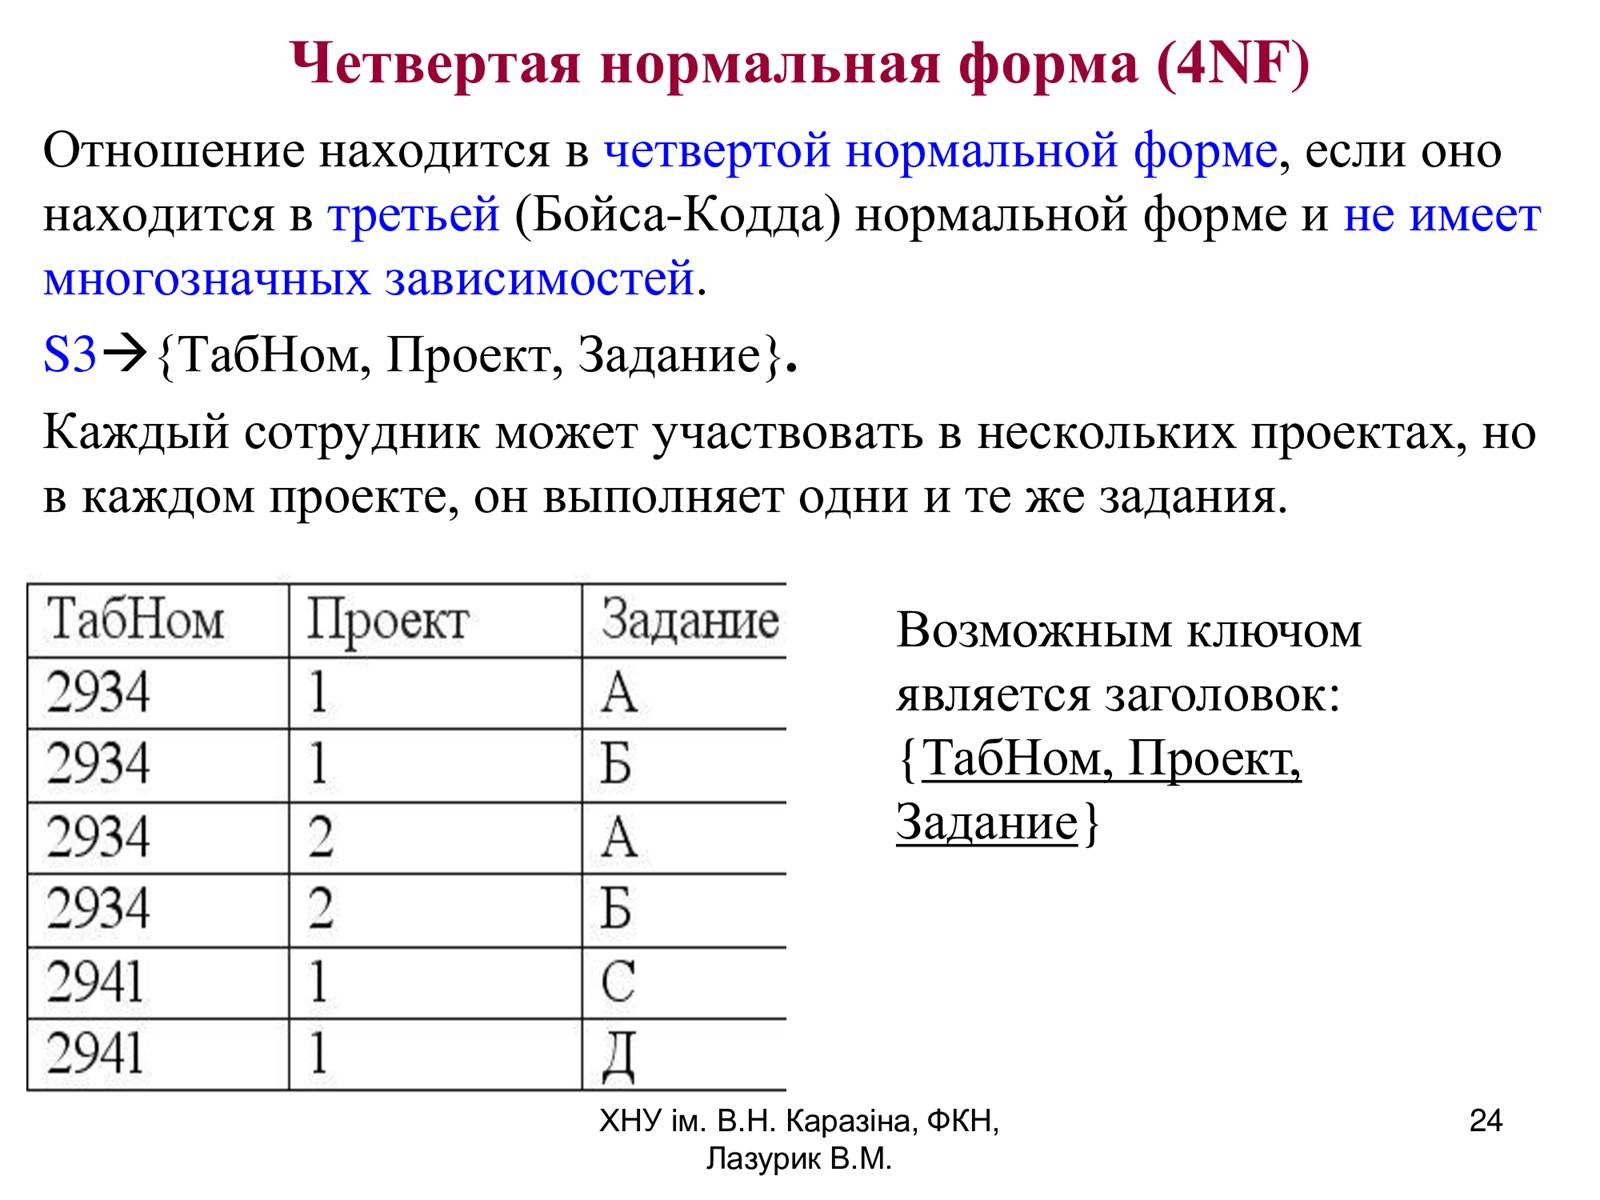 Четвертая нормальная форма (4NF)
Отношение находится в четвертой нормальной форме, если оно
находится в третьей (Бойса-Кодда) нормальной форме и не имеет
многозначных зависимостей.
S3→{ТабНом, Проект, Задание}.
Каждый сотрудник может участвовать в нескольких проектах, но
в каждом проекте, он выполняет одни и те же задания.
ТабНом Проект Задание
2934 1 А
2934 1 Б
2934 2 А
2934 2 Б
2941 1 С
2941 1 Д
Возможным ключом
является заголовок:
{ТабНом, Проект,
Задание}
ХНУ ім. В.Н. Каразіна, ФКН,
Лазурик В.М.
24